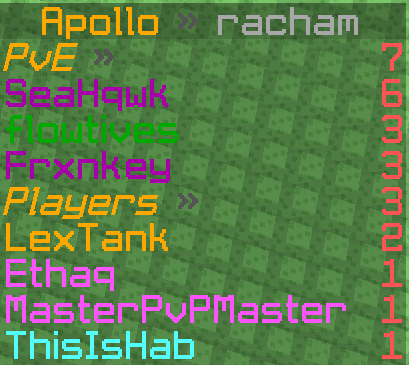 Apollo » racham
PvE » 7
SeaHqwk 6
flowtives 3
Frxnkey 3
Players » 3
LexTank 2
Ethaq 1
MasterPvPMaster 1
ThisIsHab 1